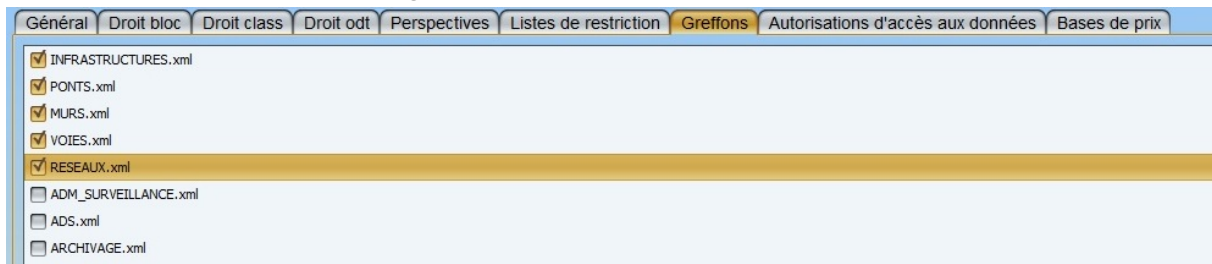 Général Droit bloc Droit class Droit odt Perspectives Listes de restriction Greffons Autorisations d'accès aux données Bases de prix
INFRASTRUCTURES.xml
PONTS.xml
MURS.xml
VOIES.xml
RESEAUX.xml
ADM_SURVEILLANCE.xml
ADS.xml
ARCHIVAGE.xml